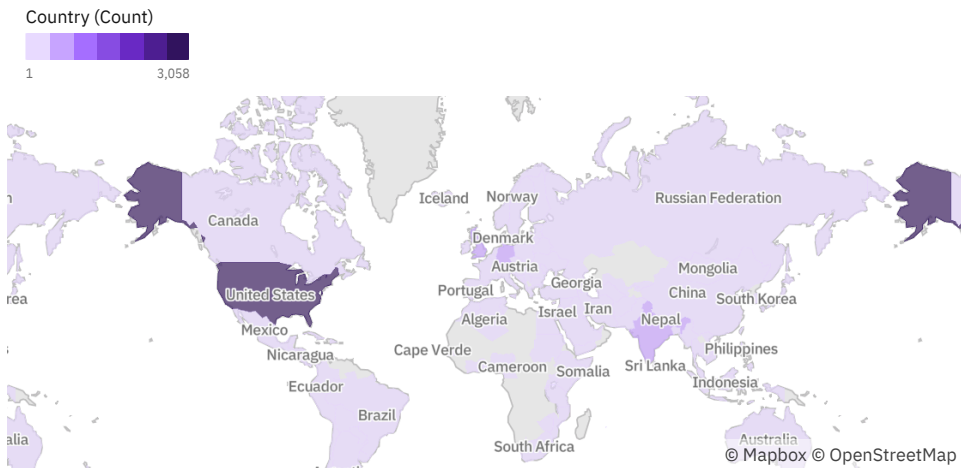 Country (Count)
1 3,058
n
Iceland Norway Russian Federation
Canada
Denmark
Austria Mongolia
Georgia
United States Portugal China South Korea
rea
Israel Iran
Mexico Algeria Nepal
Nicaragua Cape Verde Philippines
Cameroon Somalia Sri Lanka
Ecuador Indonesia
Brazil
alia South Africa Australia
© Mapbox © OpenStreetMap